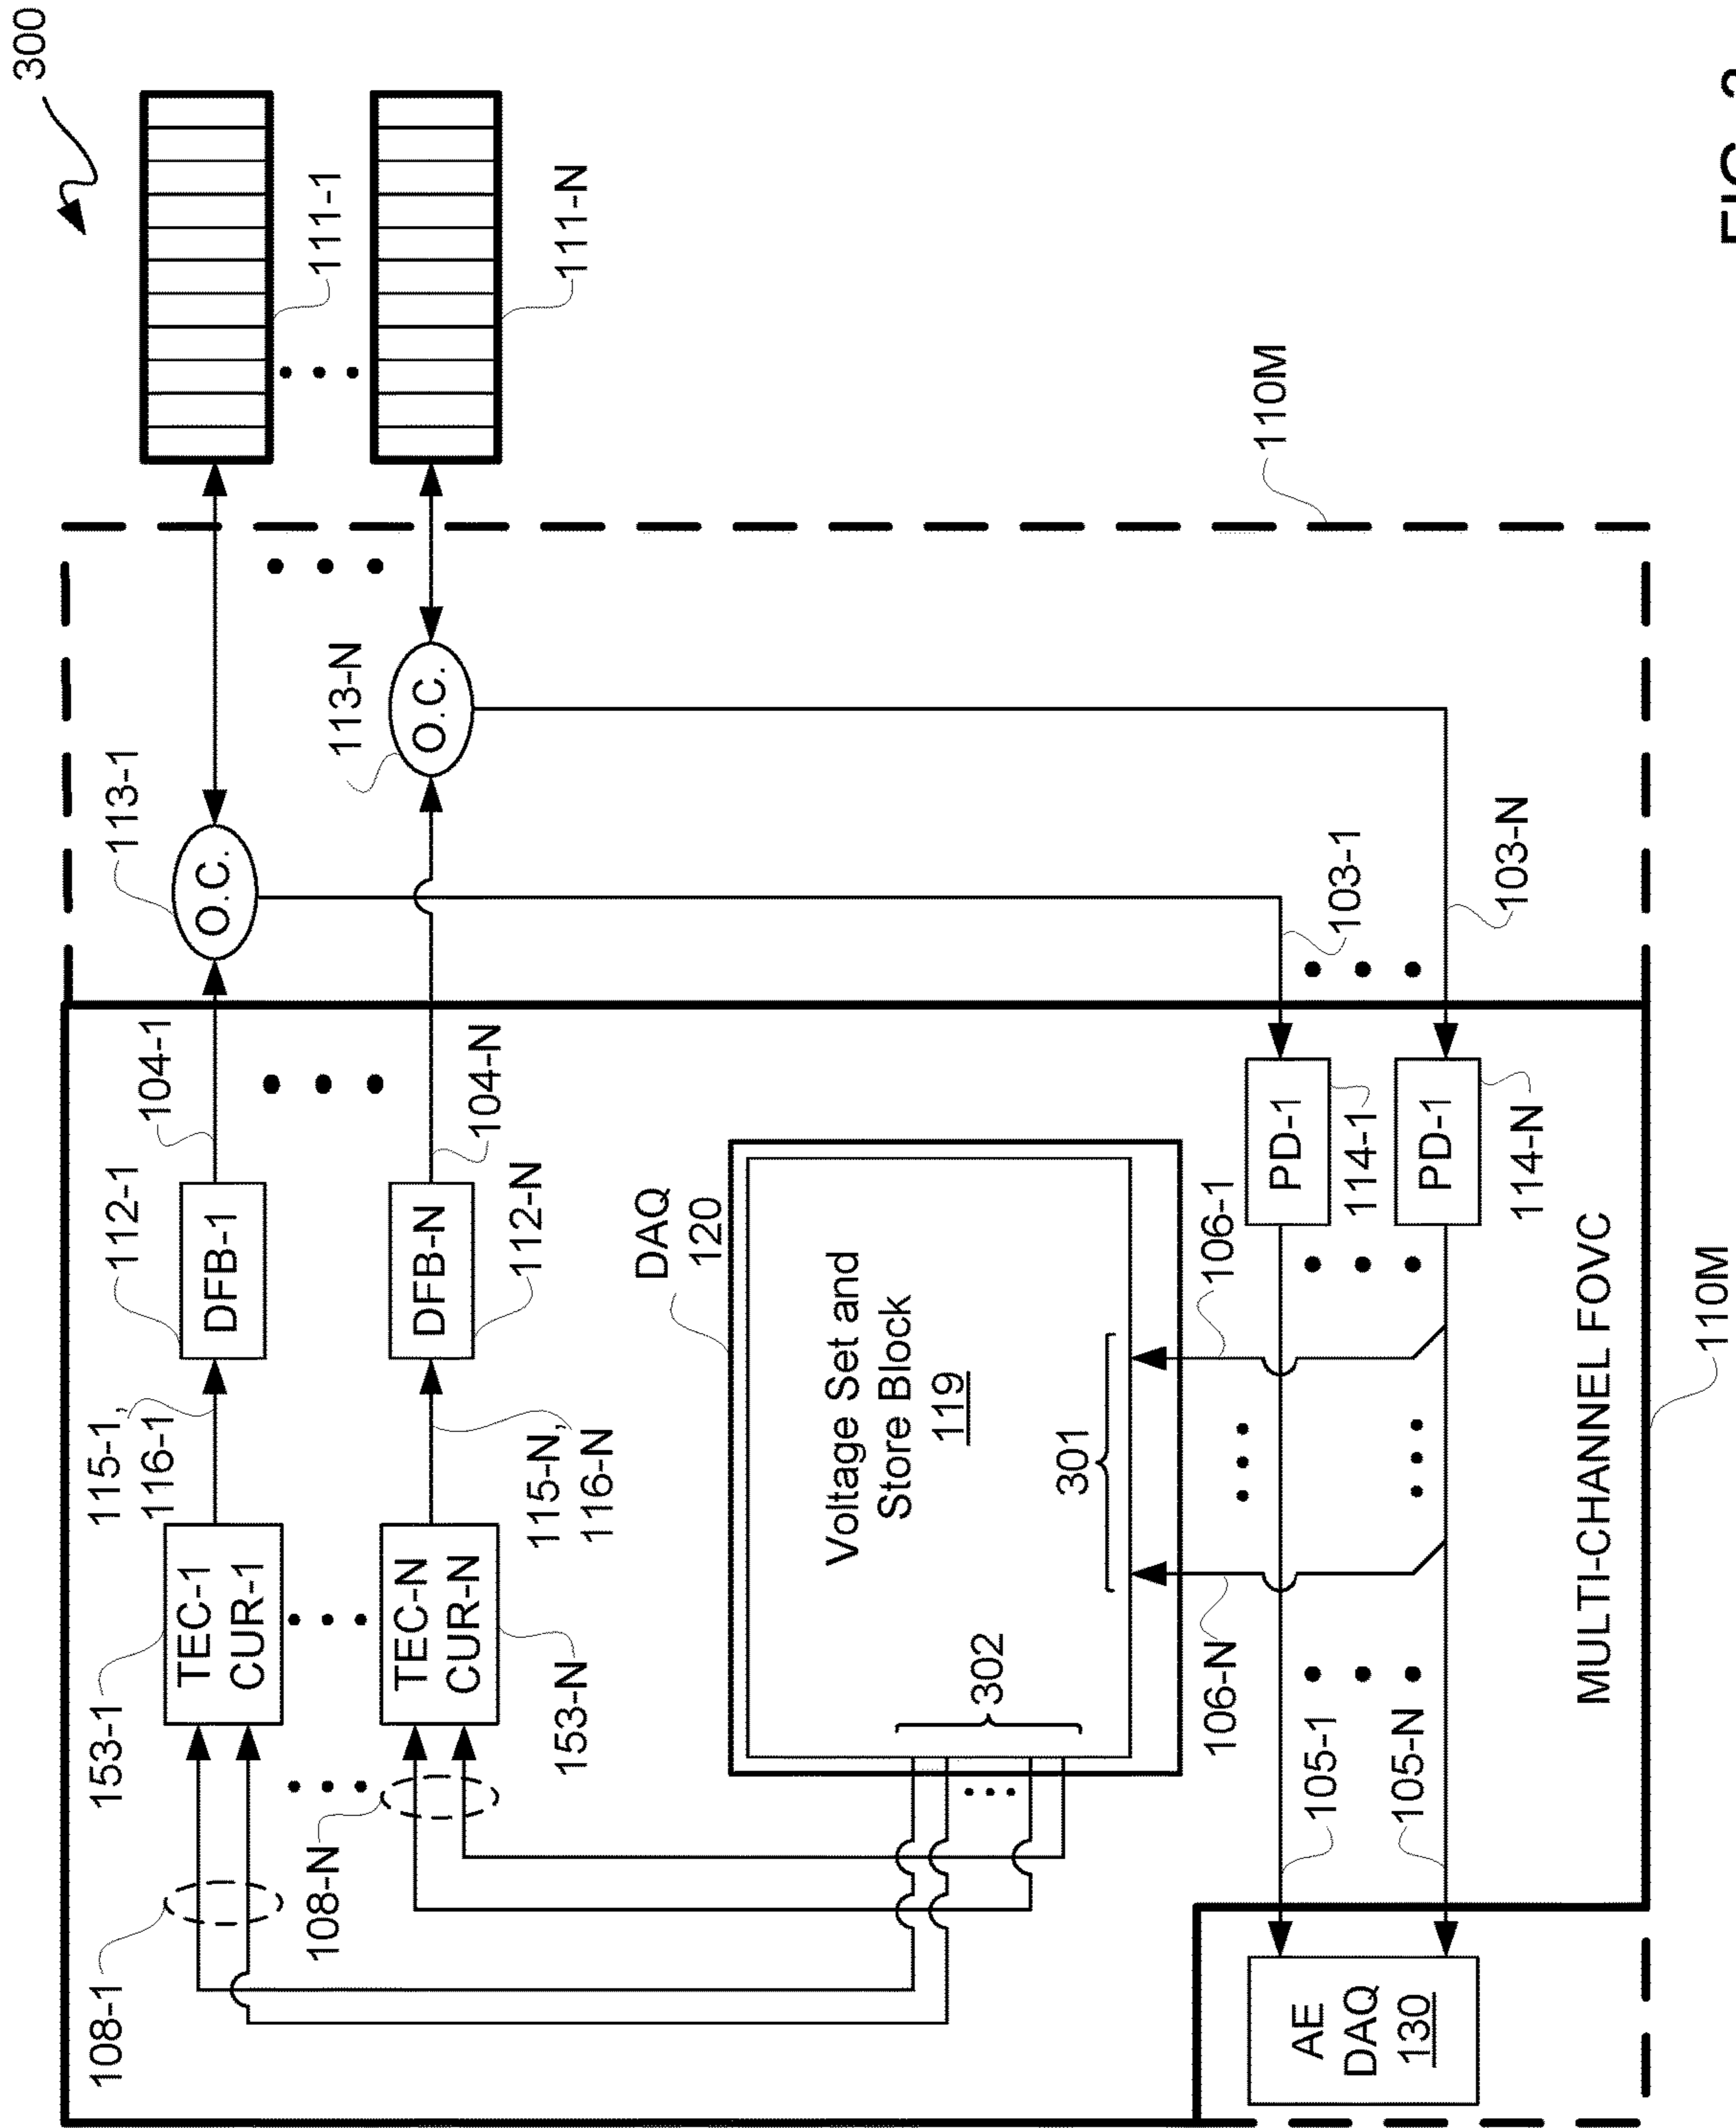 300
108-1
153-1
115-1,
116-1
112-1
104-1
113-1
TEC-1
CUR-1
DFB-1
O.C.
111-1
108-N
113-N
TEC-N
CUR-N
DFB-N
O.C.
104-N
153-N
115-N,
116-N
112-N
111-N
DAQ
120
Voltage Set and
Store Block
119
302
301
106-N
106-1
110M
PD-1
105-1
114-1
103-1
AE
DAQ
130
105-N
PD-1
114-N
103-N
MULTI-CHANNEL FOVC
110M
FIG.